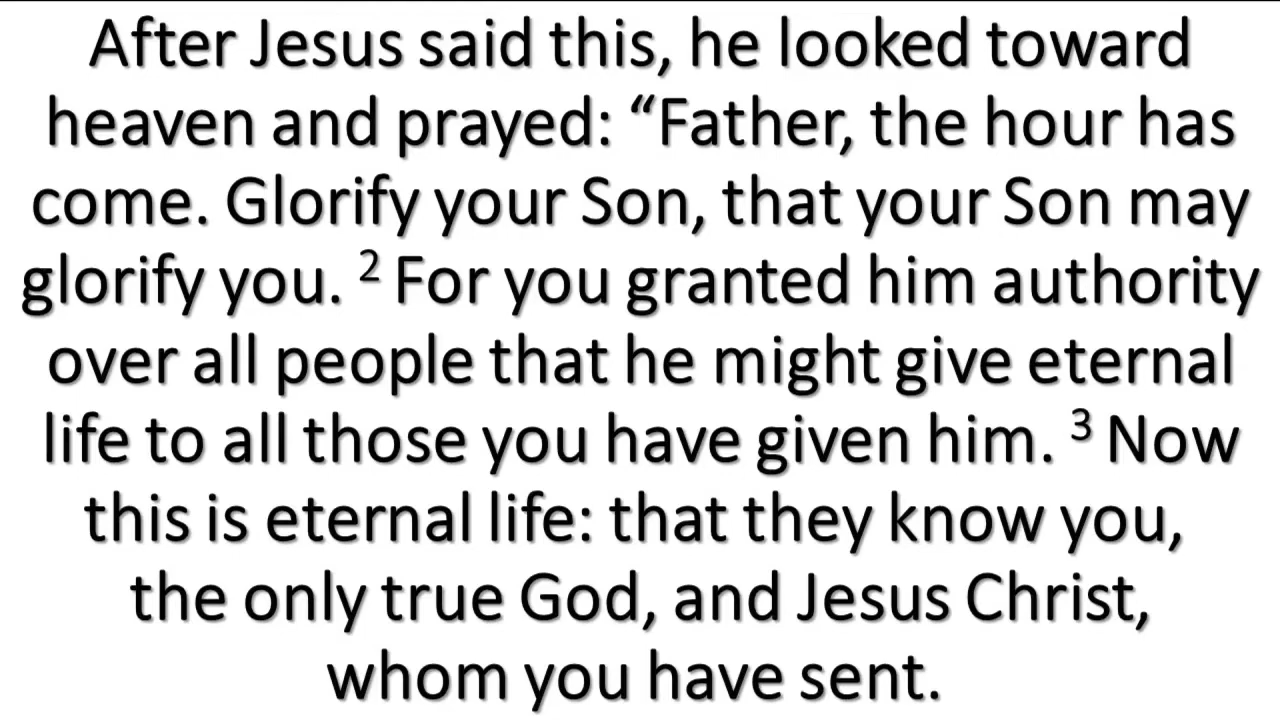 After Jesus said this, he looked toward
heaven and prayed: “Father, the hour has
come. Glorify your Son, that your Son may
glorify you. ² For you granted him authority
over all people that he might give eternal
life to all those you have given him. ³ Now
this is eternal life: that they know you,
the only true God, and Jesus Christ,
whom you have sent.